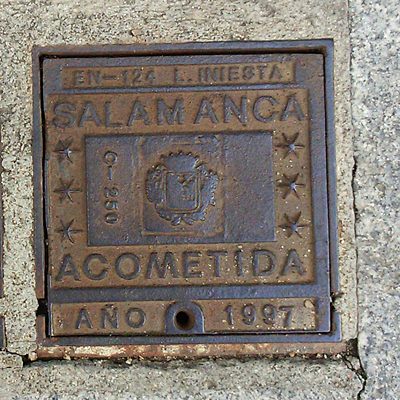 EN-124 L. INIESTA
SALAMANCA
C-250
ACOMETIDA
AÑO 1997